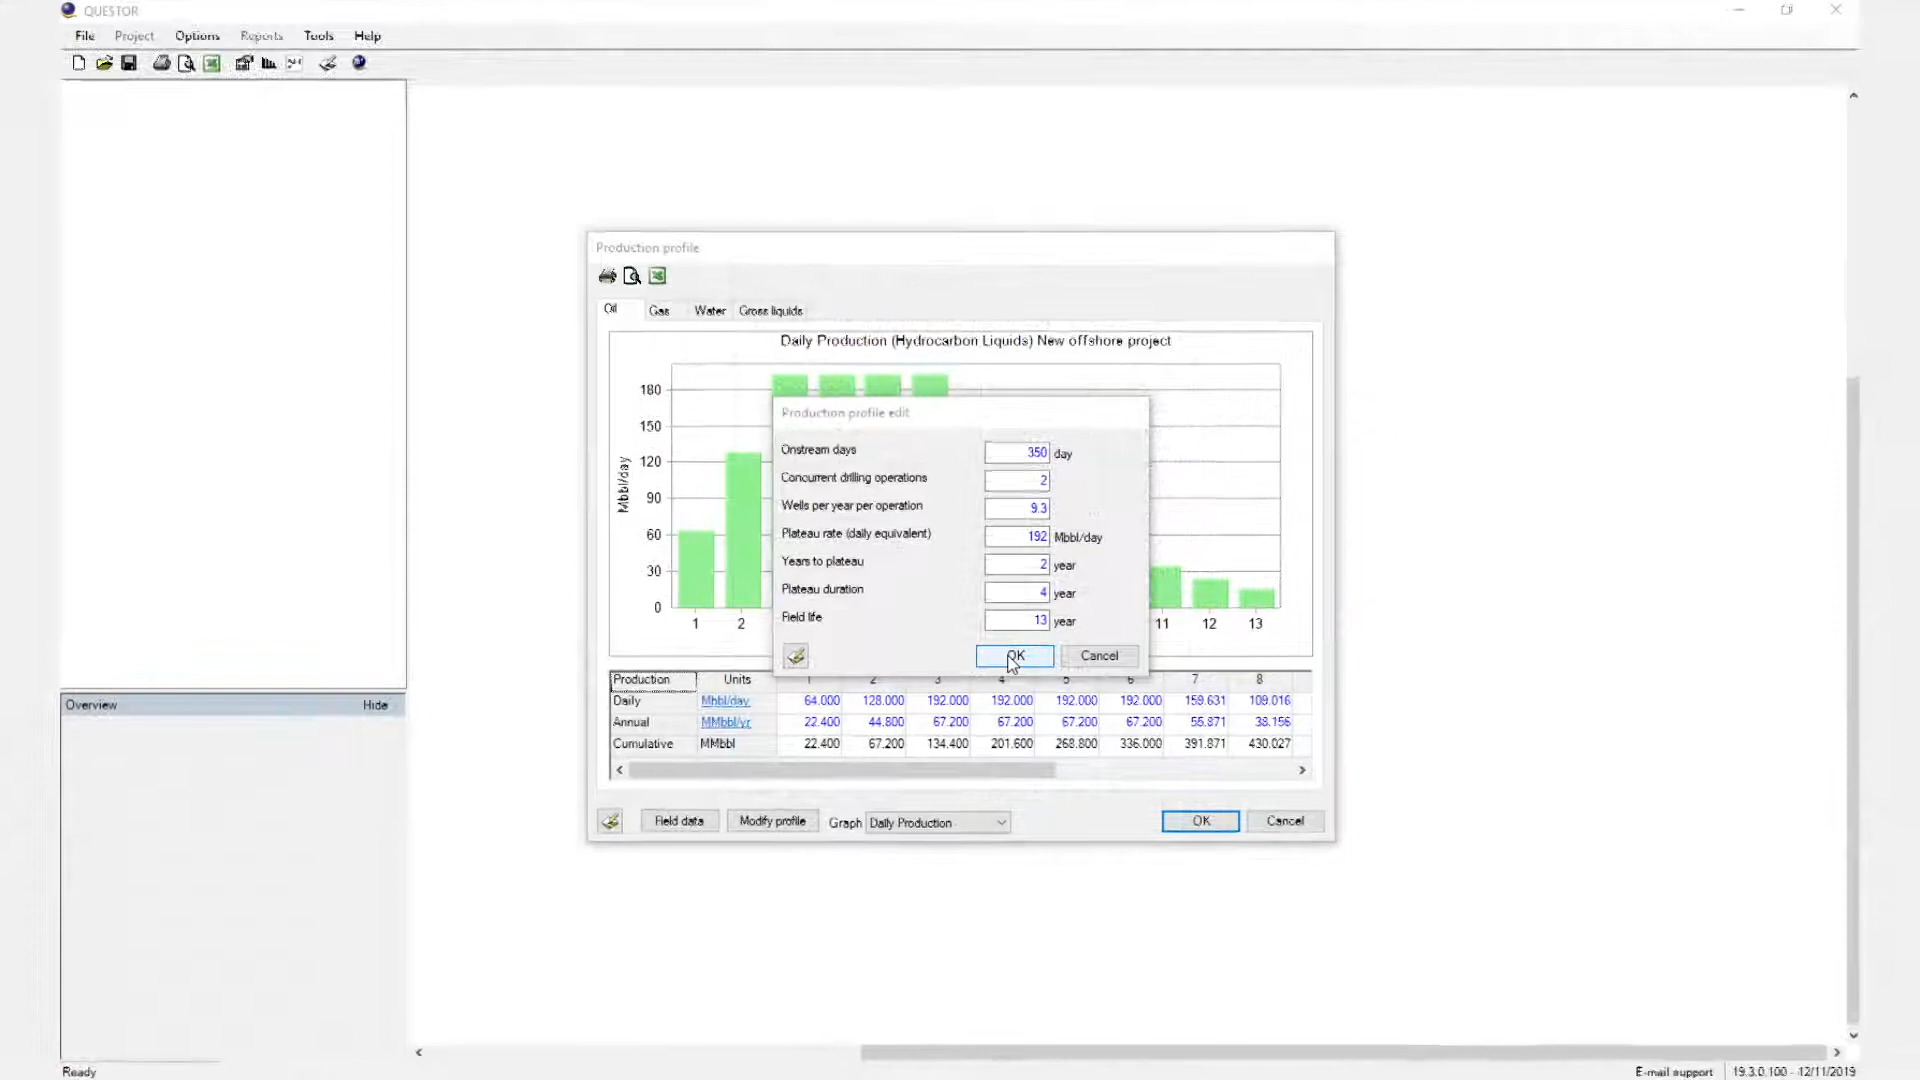 QUESTOR
File Project Options Reports Tools Help
Production profile
Oil Gas Water Gross liquids
Daily Production (Hydrocarbon Liquids) New offshore project
Mbbl/day
180
150
120
90
60
30
0
1 2 11 12 13
Production profile edit
Onstream days 350 day
Concurrent drilling operations 2
Wells per year per operation 9.3
Plateau rate (daily equivalent) 192 Mbbl/day
Years to plateau 2 year
Plateau duration 4 year
Field life 13 year
OK Cancel
Production Units 1 2 3 4 5 6 7 8
Daily Mbbl/day 64.000 128.000 192.000 192.000 192.000 192.000 159.631 109.016
Annual MMbbl/yr 22.400 44.800 67.200 67.200 67.200 67.200 55.871 38.156
Cumulative MMbbl 22.400 67.200 134.400 201.600 268.800 336.000 391.871 430.027
Field data Modify profile Graph Daily Production OK Cancel
Overview Hide
Ready E-mail support 19.3.0.100 - 12/11/2019